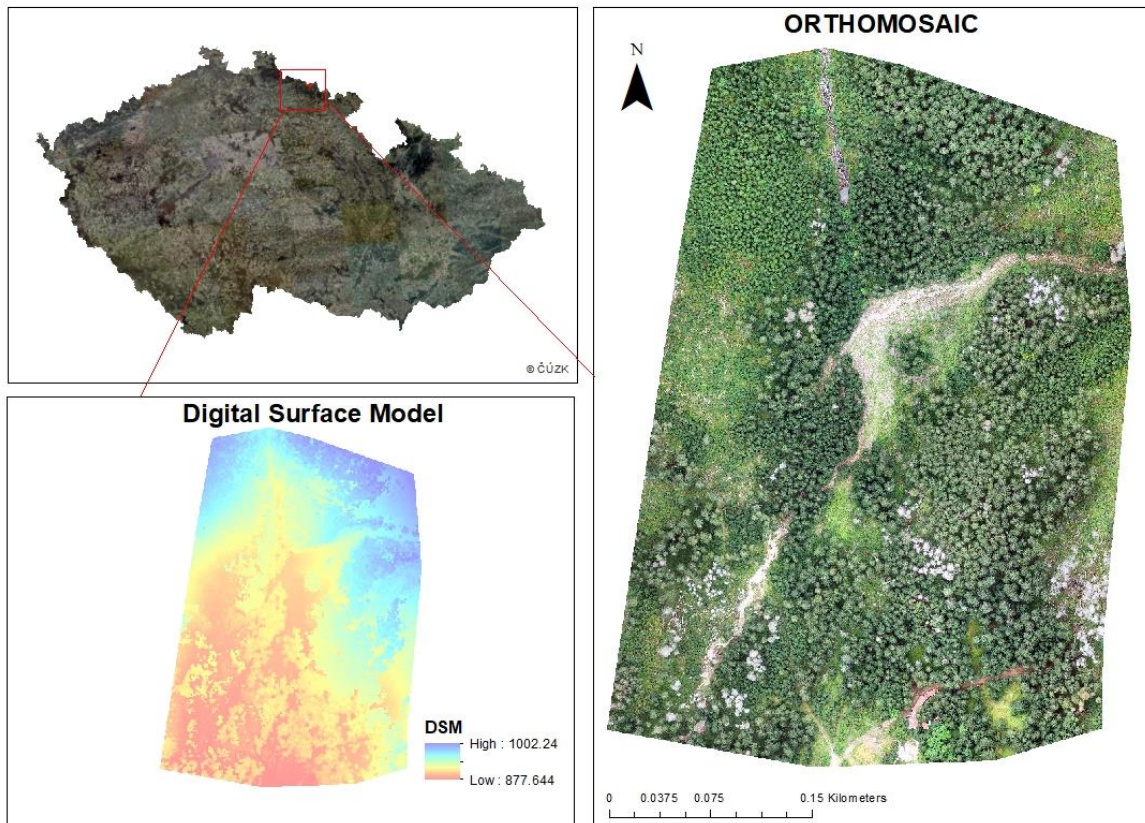 © ČÚZK
Digital Surface Model
DSM
High : 1002.24
Low : 877.644
ORTHOMOSAIC
N
0 0.0375 0.075 0.15 Kilometers